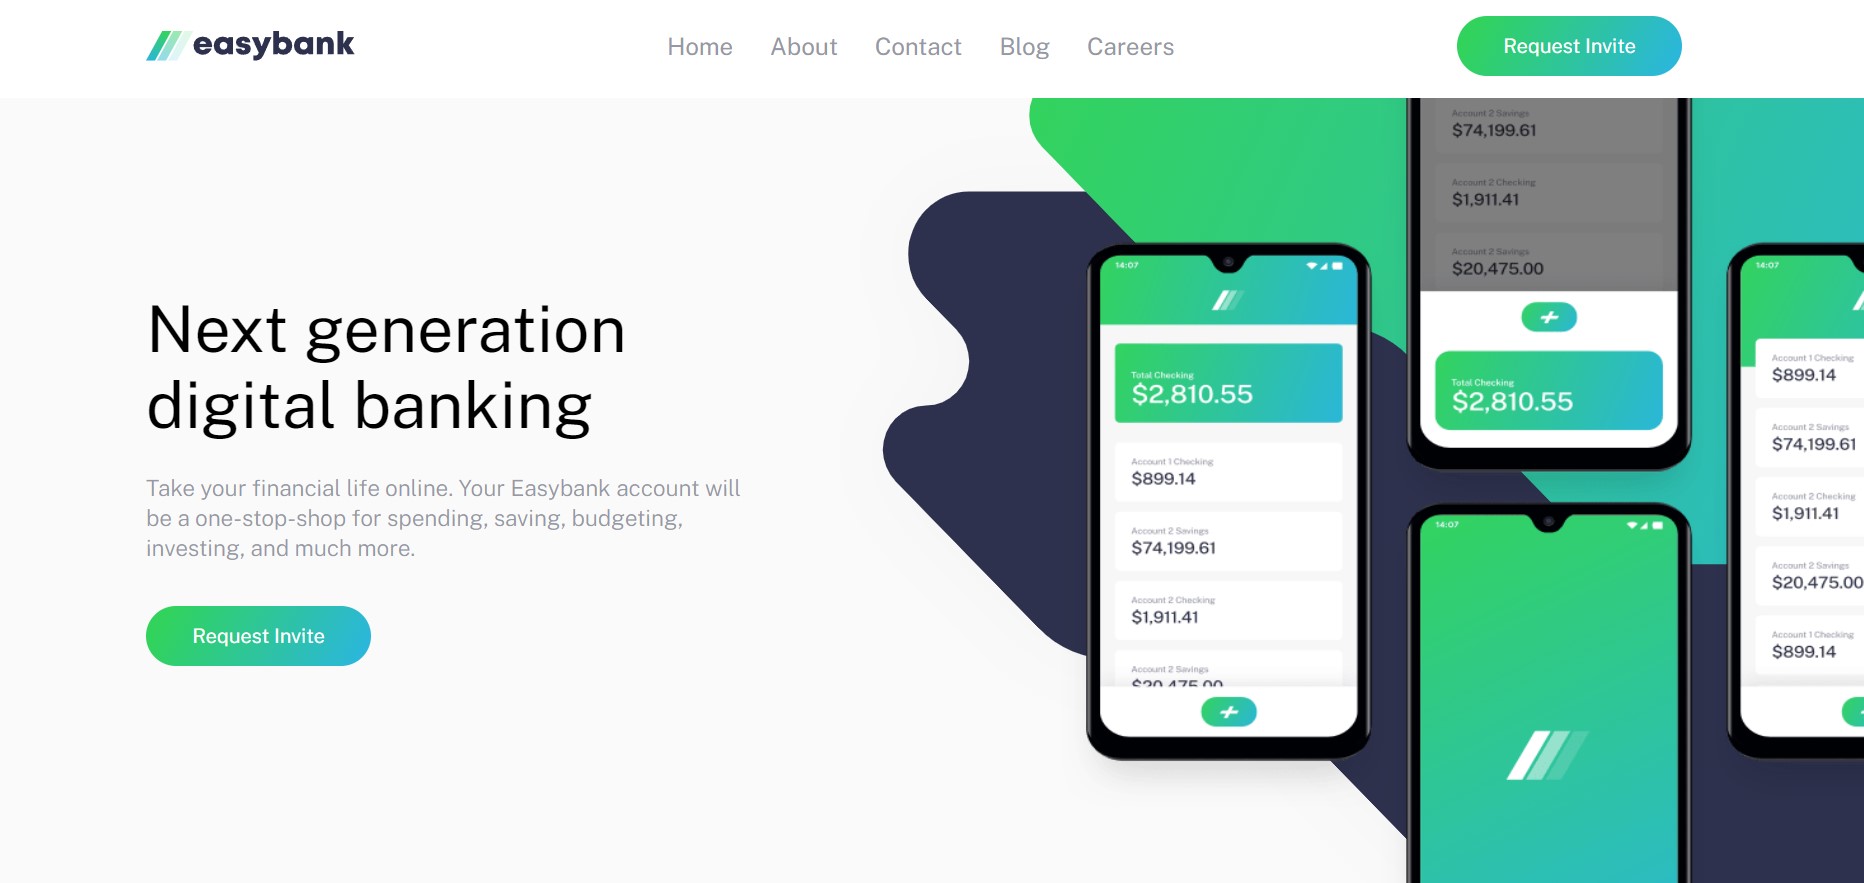 easybank
Home
About
Contact
Blog
Careers
Request Invite
Next generation
digital banking
Take your financial life online. Your Easybank account will
be a one-stop-shop for spending, saving, budgeting,
investing, and much more.
Request Invite
14:07
Total Checking
$2,810.55
Account 1 Checking
$899.14
Account 2 Savings
$74,199.61
Account 2 Checking
$1,911.41
Account 2 Savings
$20,475.00
Account 2 Savings
$74,199.61
Account 2 Checking
$1,911.41
Account 2 Savings
$20,475.00
Total Checking
$2,810.55
14:07
14:07
Account 1 Checking
$899.14
Account 2 Savings
$74,199.61
Account 2 Checking
$1,911.41
Account 2 Savings
$20,475.00
Account 1 Checking
$899.14